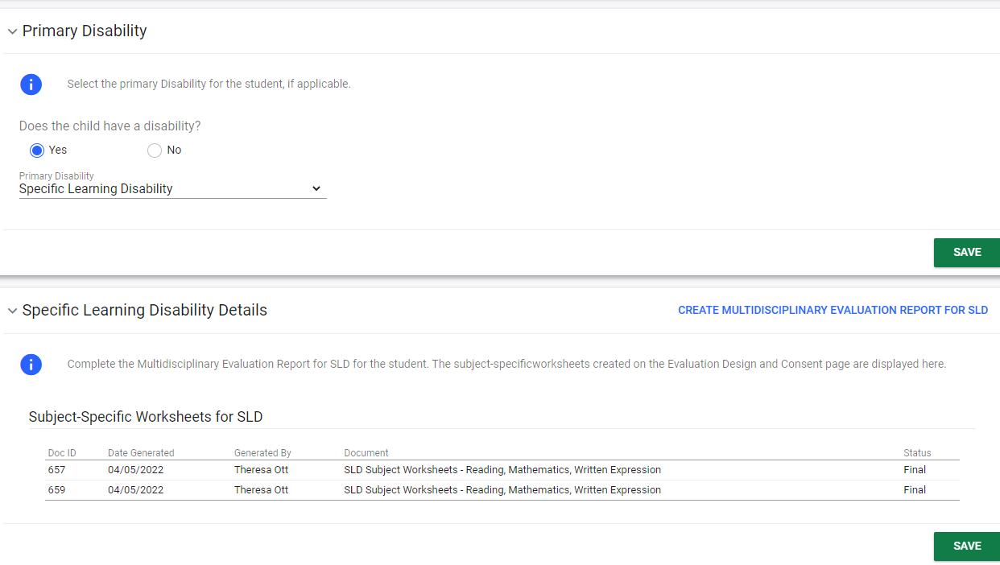 Primary Disability
Select the primary Disability for the student, if applicable.
Does the child have a disability?
Yes No
Primary Disability
Specific Learning Disability
SAVE
Specific Learning Disability Details CREATE MULTIDISCIPLINARY EVALUATION REPORT FOR SLD
Complete the Multidisciplinary Evaluation Report for SLD for the student. The subject-specificworksheets created on the Evaluation Design and Consent page are displayed here.
Subject-Specific Worksheets for SLD
Doc ID Date Generated Generated By Document Status
657 04/05/2022 Theresa Ott SLD Subject Worksheets - Reading, Mathematics, Written Expression Final
659 04/05/2022 Theresa Ott SLD Subject Worksheets - Reading, Mathematics, Written Expression Final
SAVE